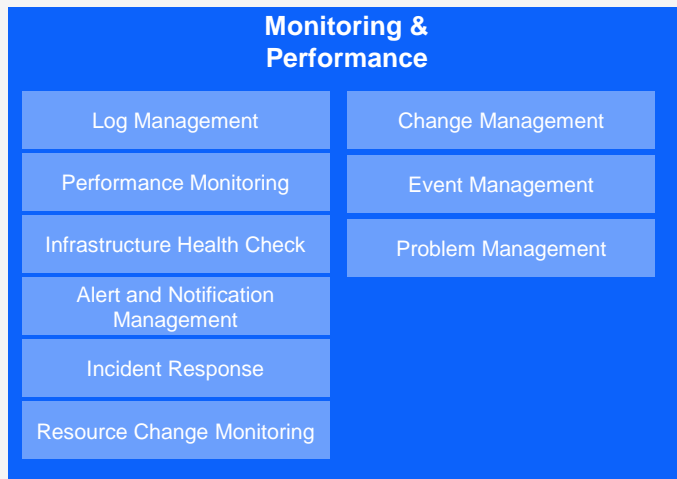 Monitoring &
Performance
Log Management
Performance Monitoring
Infrastructure Health Check
Alert and Notification
Management
Incident Response
Resource Change Monitoring
Change Management
Event Management
Problem Management